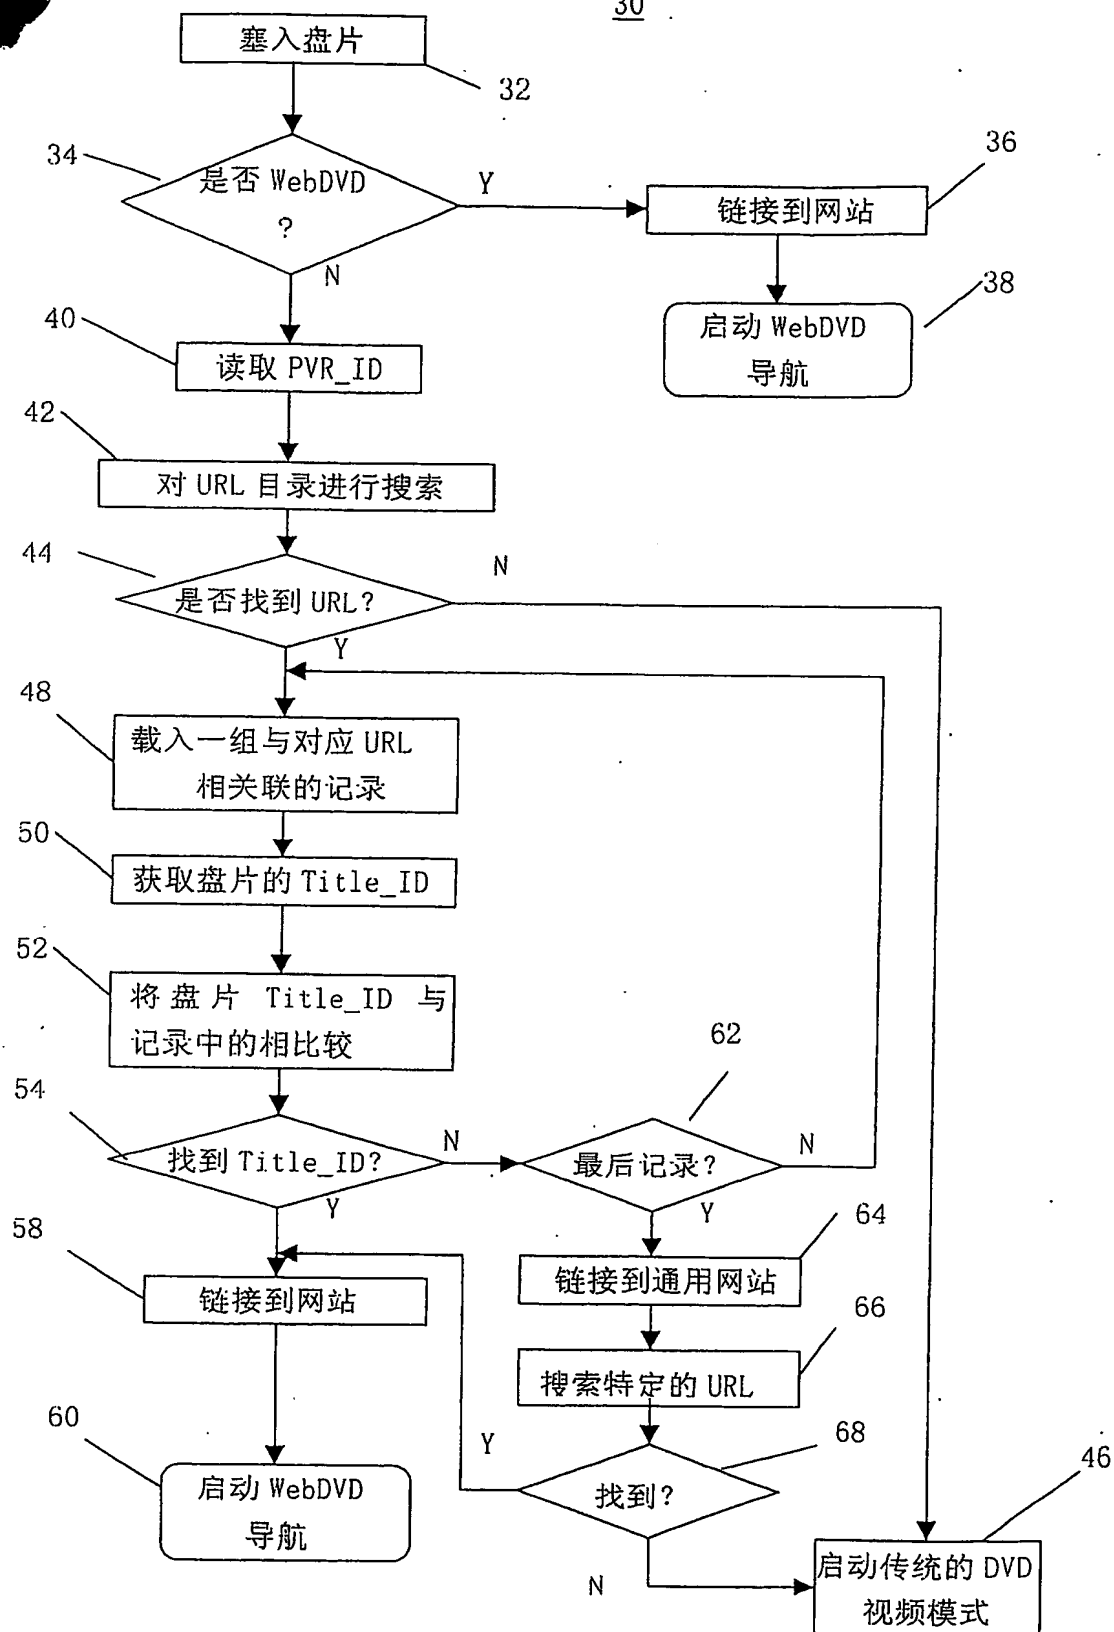 30
塞入盘片
32
34
是否 WebDVD
?
Y
36
链接到网站
N
38
启动 WebDVD
导航
40
读取 PVR_ID
42
对 URL 目录进行搜索
44
N
是否找到 URL?
Y
48
载入一组与对应 URL
相关联的记录
50
获取盘片的 Title_ID
52
将盘片 Title_ID 与
记录中的相比较
62
54
找到 Title_ID?
N
最后记录?
N
Y
Y
58
64
链接到网站
链接到通用网站
66
搜索特定的 URL
60
Y
68
46
启动 WebDVD
导航
找到?
N
启动传统的 DVD
视频模式